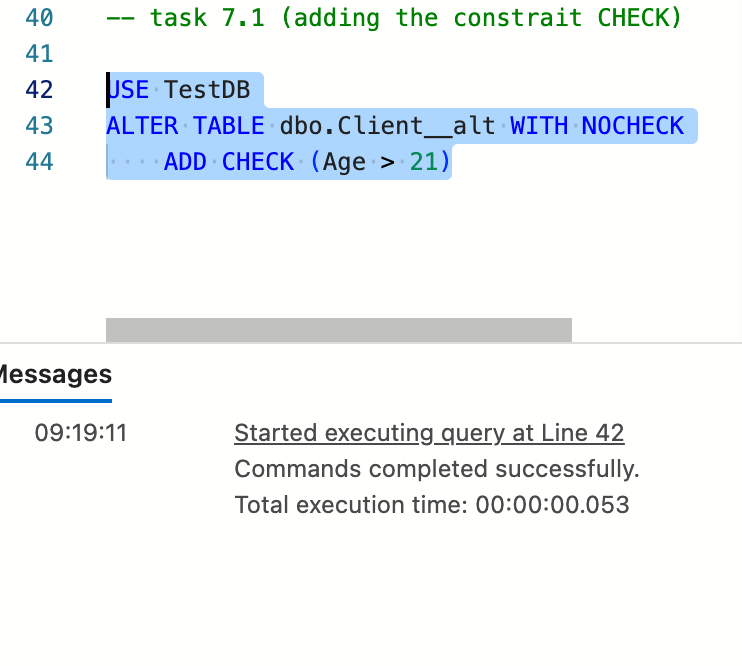 40 -- task 7.1 (adding the constrait CHECK)
41
42 USE TestDB
43 ALTER TABLE dbo.Client__alt WITH NOCHECK
44 ADD CHECK (Age > 21)
Messages
09:19:11 Started executing query at Line 42
Commands completed successfully.
Total execution time: 00:00:00.053